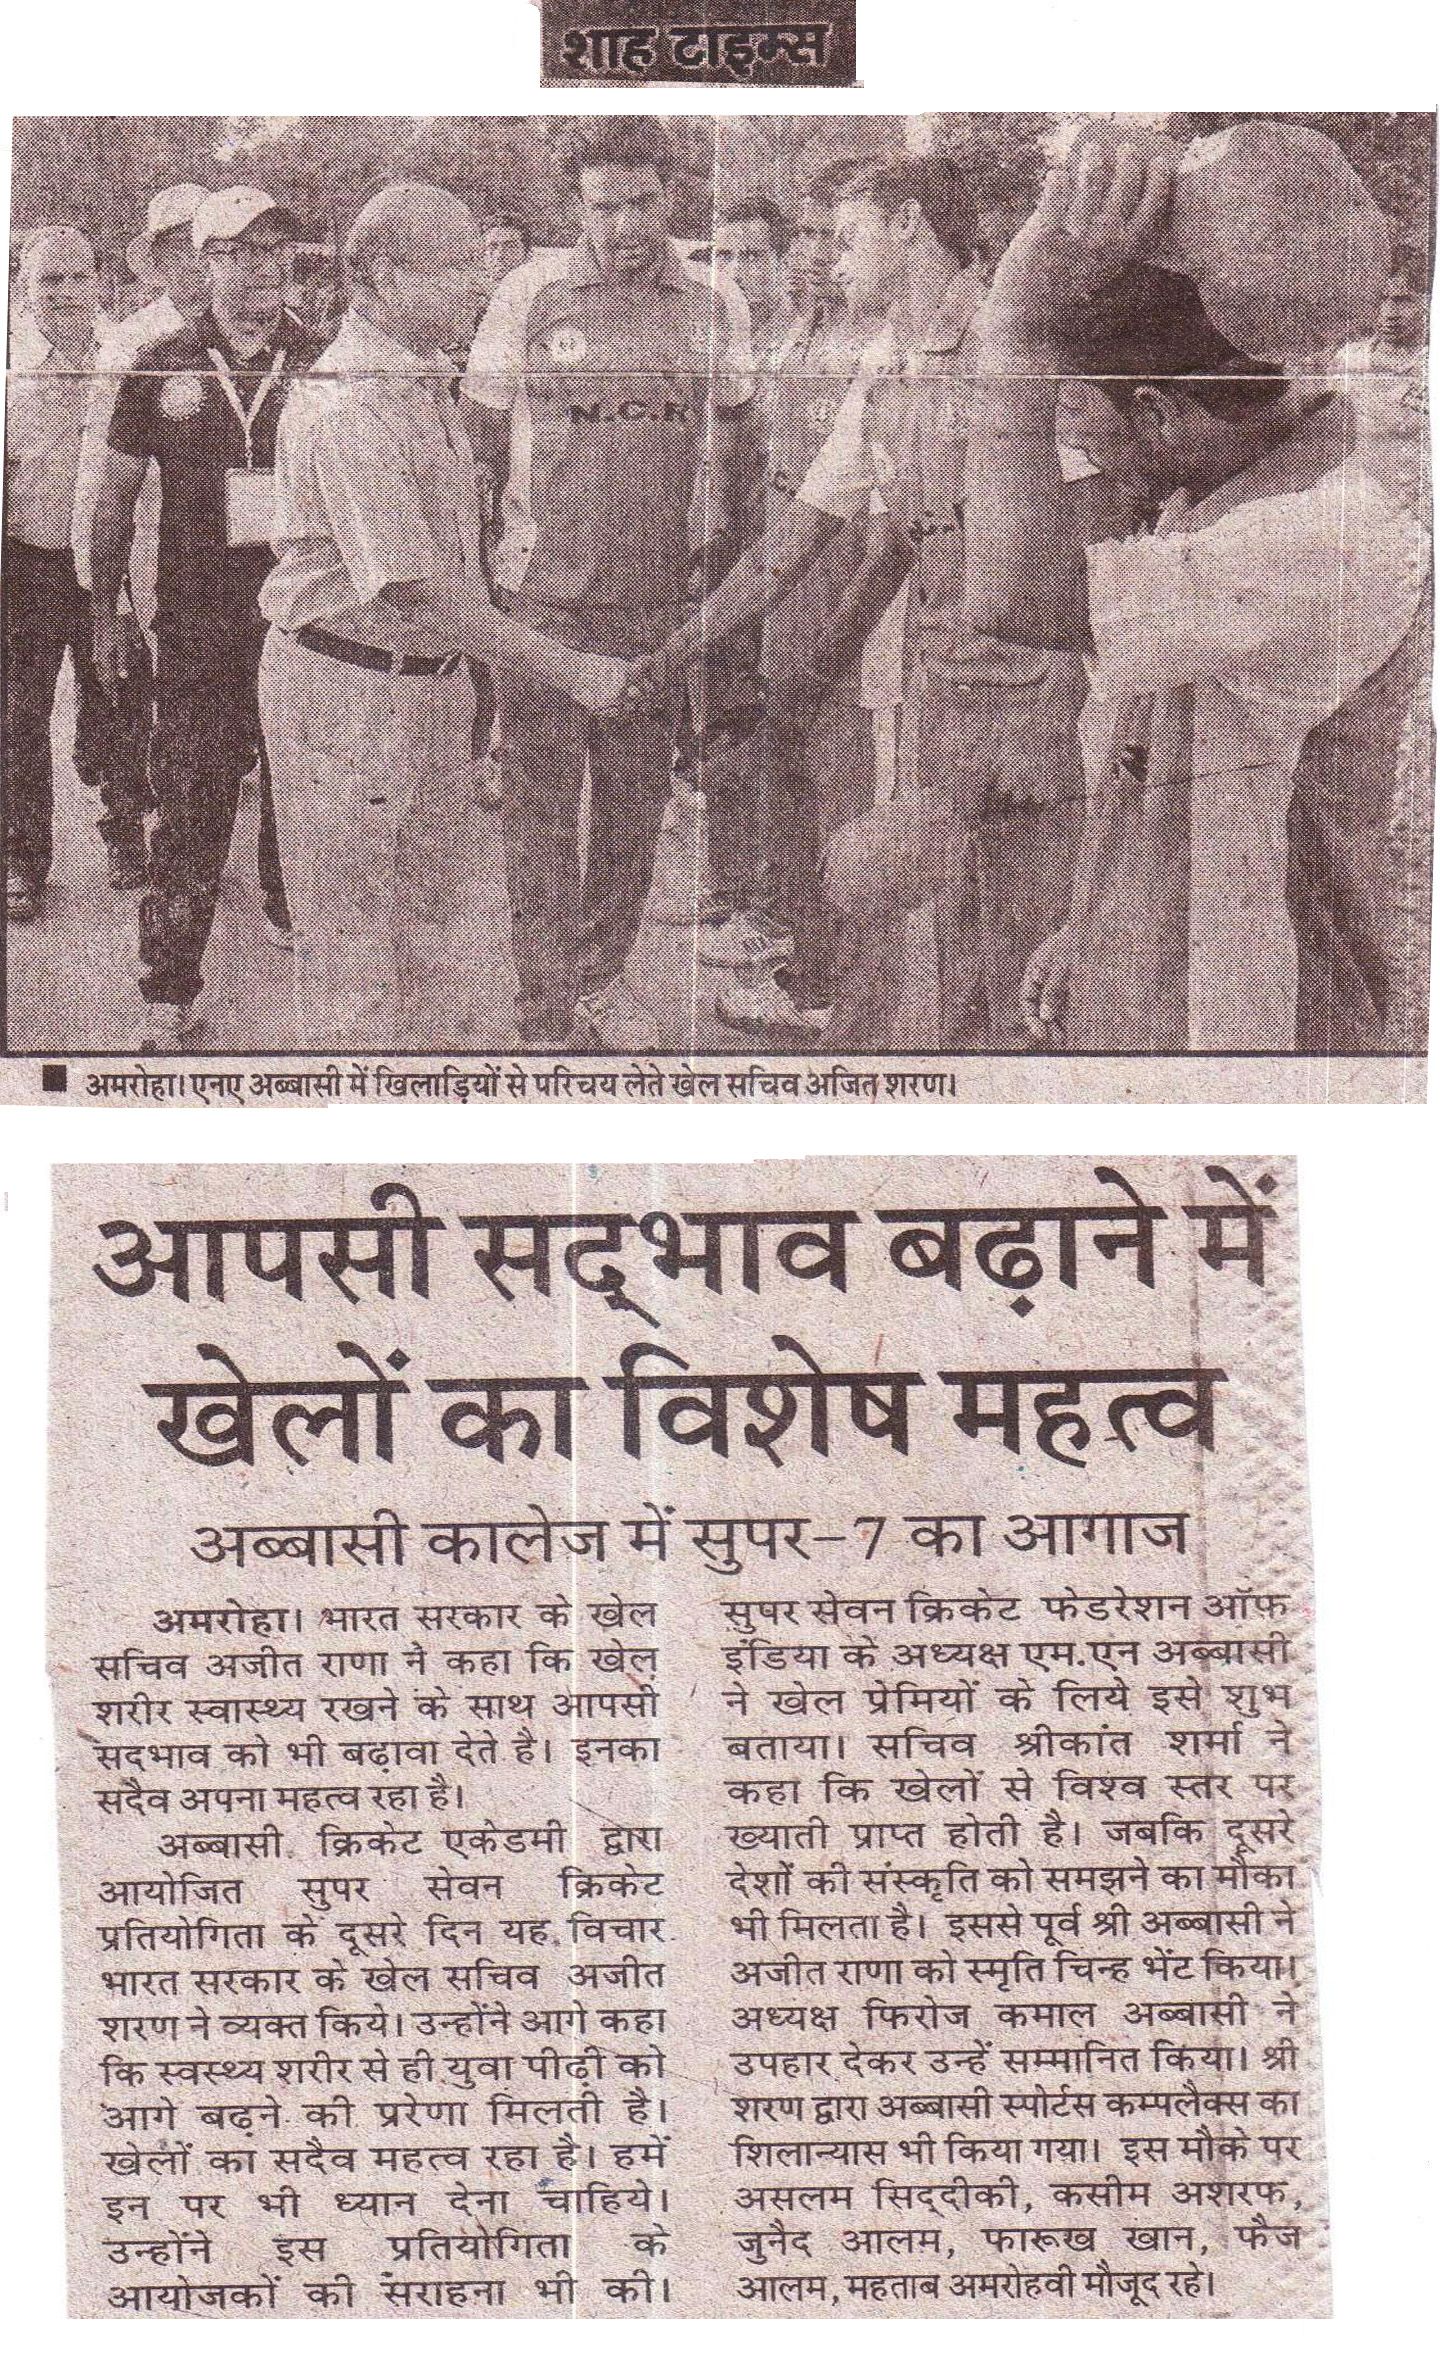 शाह टाइम्स
N.C.R
अमरोहा। एनए अब्बासी में खिलाड़ियों से परिचय लेते खेल सचिव अजित शरण।
आपसी सद्‌भाव बढ़ाने में
खेलों का विशेष महत्व
अब्बासी कालेज में सुपर-7 का आगाज
अमरोहा। भारत सरकार के खेल
सचिव अजीत राणा ने कहा कि खेल
शरीर स्वास्थ्य रखने के साथ आपसी
सदभाव को भी बढ़ावा देते है। इनका
सदैव अपना महत्व रहा है।
अब्बासी क्रिकेट एकेडमी द्वारा
आयोजित सुपर सेवन क्रिकेट
प्रतियोगिता के दूसरे दिन यह विचार
भारत सरकार के खेल सचिव अजीत
शरण ने व्यक्त किये। उन्होंने आगे कहा
कि स्वस्थ्य शरीर से ही युवा पीढ़ी को
आगे बढ़ने की प्ररेणा मिलती है।
खेलों का सदैव महत्व रहा है। हमें
इन पर भी ध्यान देना चाहिये।
उन्होंने इस प्रतियोगिता के
आयोजकों की सराहना भी की।
सुपर सेवन क्रिकेट फेडरेशन ऑफ
इंडिया के अध्यक्ष एम.एन अब्बासी
ने खेल प्रेमियों के लिये इसे शुभ
बताया। सचिव श्रीकांत शर्मा ने
कहा कि खेलों से विश्व स्तर पर
ख्याती प्राप्त होती है। जबकि दूसरे
देशों की संस्कृति को समझने का मौका
भी मिलता है। इससे पूर्व श्री अब्बासी ने
अजीत राणा को स्मृति चिन्ह भेंट किया।
अध्यक्ष फिरोज कमाल अब्बासी ने
उपहार देकर उन्हें सम्मानित किया। श्री
शरण द्वारा अब्बासी स्पोर्टस कम्पलैक्स का
शिलान्यास भी किया गया। इस मौके पर
असलम सिद्‌दीकी, कसीम अशरफ,
जुनैद आलम, फारूख खान, फैज
आलम, महताब अमरोहवी मौजूद रहे।